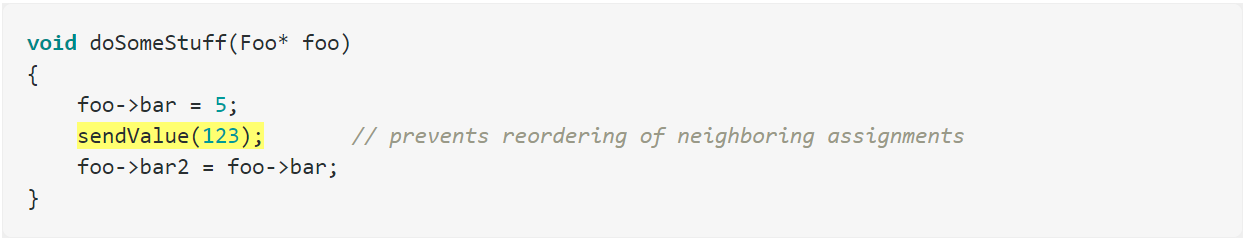 void doSomeStuff(Foo* foo)
{
    foo->bar = 5;
    sendValue(123);       // prevents reordering of neighboring assignments
    foo->bar2 = foo->bar;
}